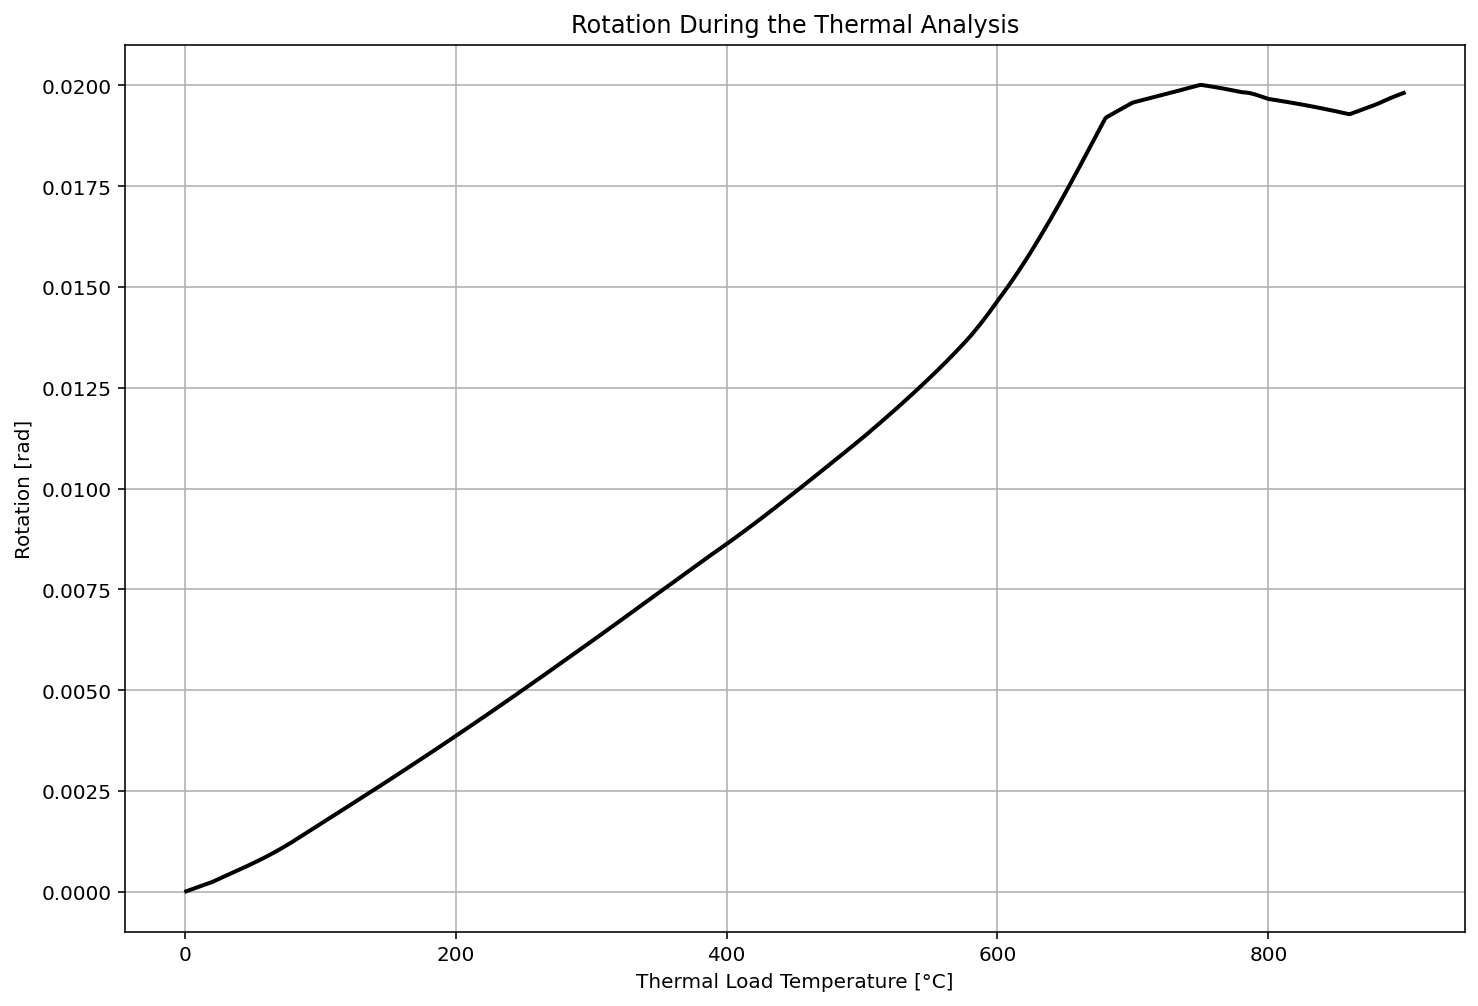 Rotation During the Thermal Analysis
0.0200
0.0175
0.0150
0.0125
0.0100
0.0075
0.0050
0.0025
0.0000
Rotation [rad]
0 200 400 600 800
Thermal Load Temperature [°C]